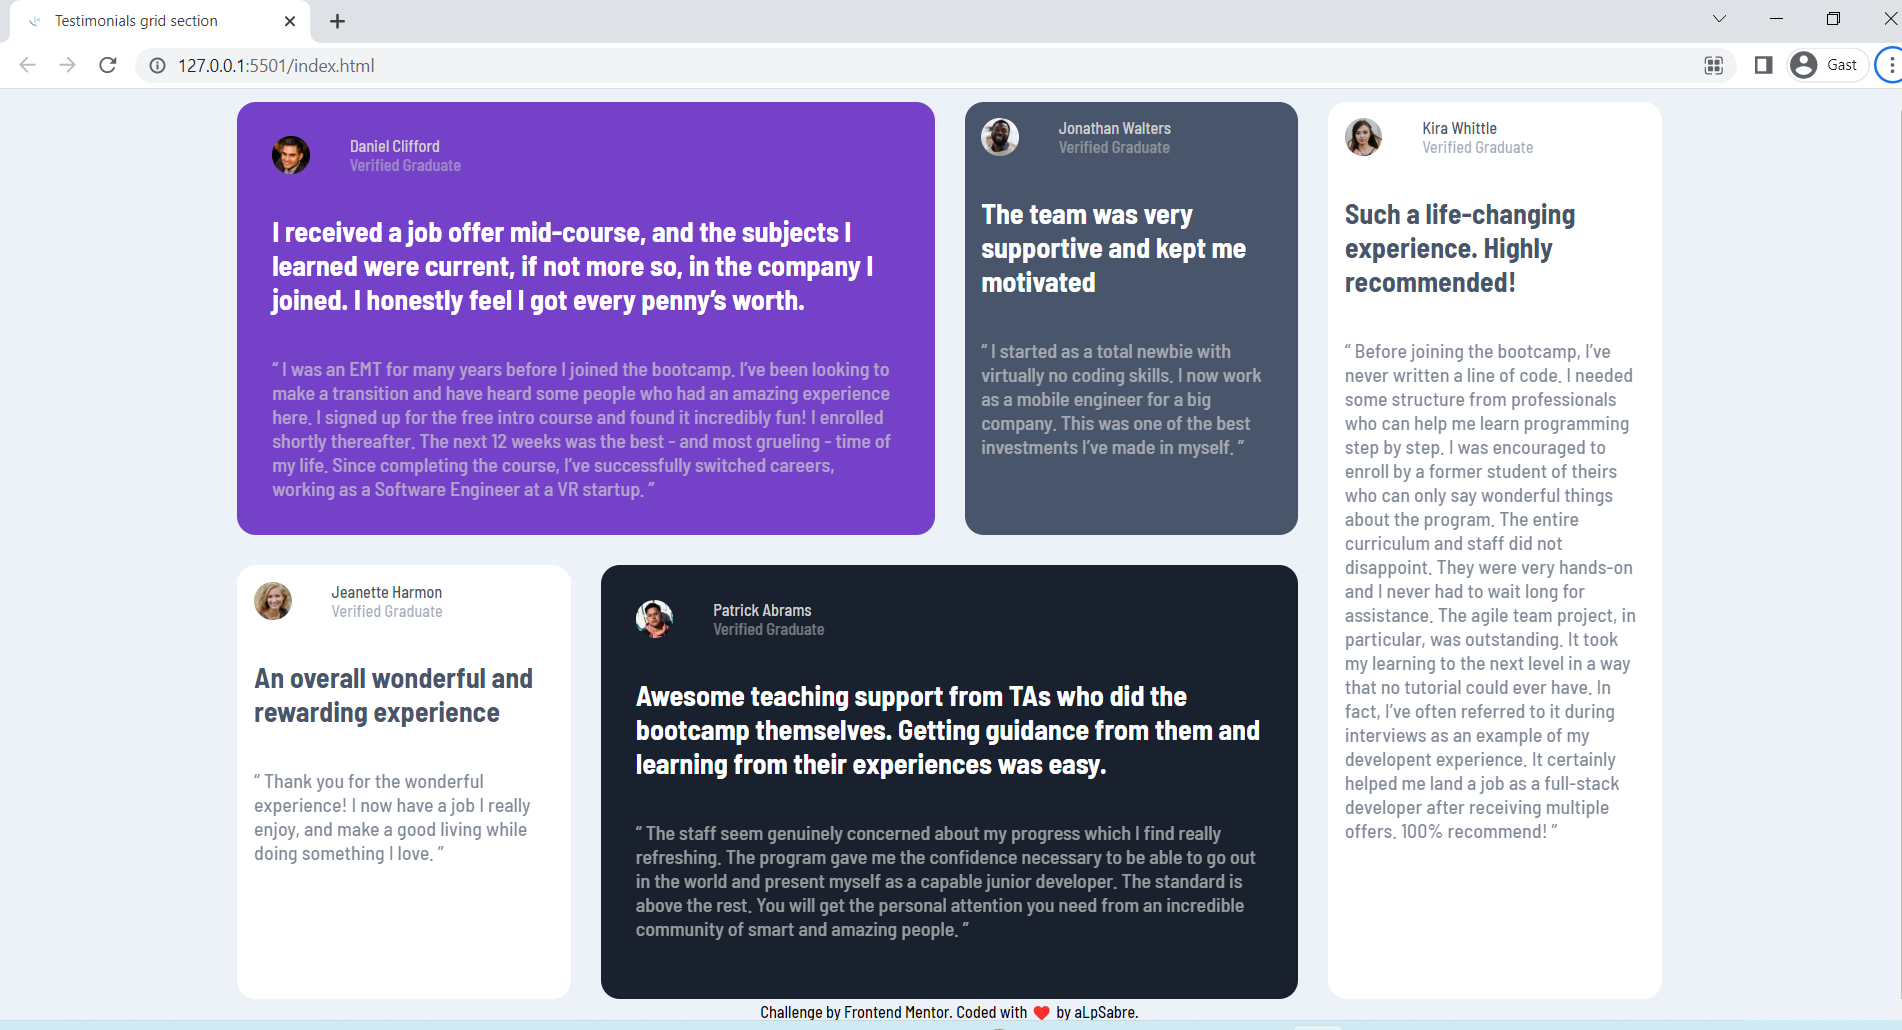 Testimonials grid section
127.0.0.1:5501/index.html
Gast
Daniel Clifford
Verified Graduate
I received a job offer mid-course, and the subjects I
learned were current, if not more so, in the company I
joined. I honestly feel I got every penny’s worth.
“ I was an EMT for many years before I joined the bootcamp. I’ve been looking to
make a transition and have heard some people who had an amazing experience
here. I signed up for the free intro course and found it incredibly fun! I enrolled
shortly thereafter. The next 12 weeks was the best - and most grueling - time of
my life. Since completing the course, I’ve successfully switched careers,
working as a Software Engineer at a VR startup. ”
Jonathan Walters
Verified Graduate
The team was very
supportive and kept me
motivated
“ I started as a total newbie with
virtually no coding skills. I now work
as a mobile engineer for a big
company. This was one of the best
investments I’ve made in myself. ”
Kira Whittle
Verified Graduate
Such a life-changing
experience. Highly
recommended!
“ Before joining the bootcamp, I’ve
never written a line of code. I needed
some structure from professionals
who can help me learn programming
step by step. I was encouraged to
enroll by a former student of theirs
who can only say wonderful things
about the program. The entire
curriculum and staff did not
disappoint. They were very hands-on
and I never had to wait long for
assistance. The agile team project, in
particular, was outstanding. It took
my learning to the next level in a way
that no tutorial could ever have. In
fact, I’ve often referred to it during
interviews as an example of my
developent experience. It certainly
helped me land a job as a full-stack
developer after receiving multiple
offers. 100% recommend! ”
Jeanette Harmon
Verified Graduate
An overall wonderful and
rewarding experience
“ Thank you for the wonderful
experience! I now have a job I really
enjoy, and make a good living while
doing something I love. ”
Patrick Abrams
Verified Graduate
Awesome teaching support from TAs who did the
bootcamp themselves. Getting guidance from them and
learning from their experiences was easy.
“ The staff seem genuinely concerned about my progress which I find really
refreshing. The program gave me the confidence necessary to be able to go out
in the world and present myself as a capable junior developer. The standard is
above the rest. You will get the personal attention you need from an incredible
community of smart and amazing people. ”
Challenge by Frontend Mentor. Coded with ❤️ by aLpSabre.